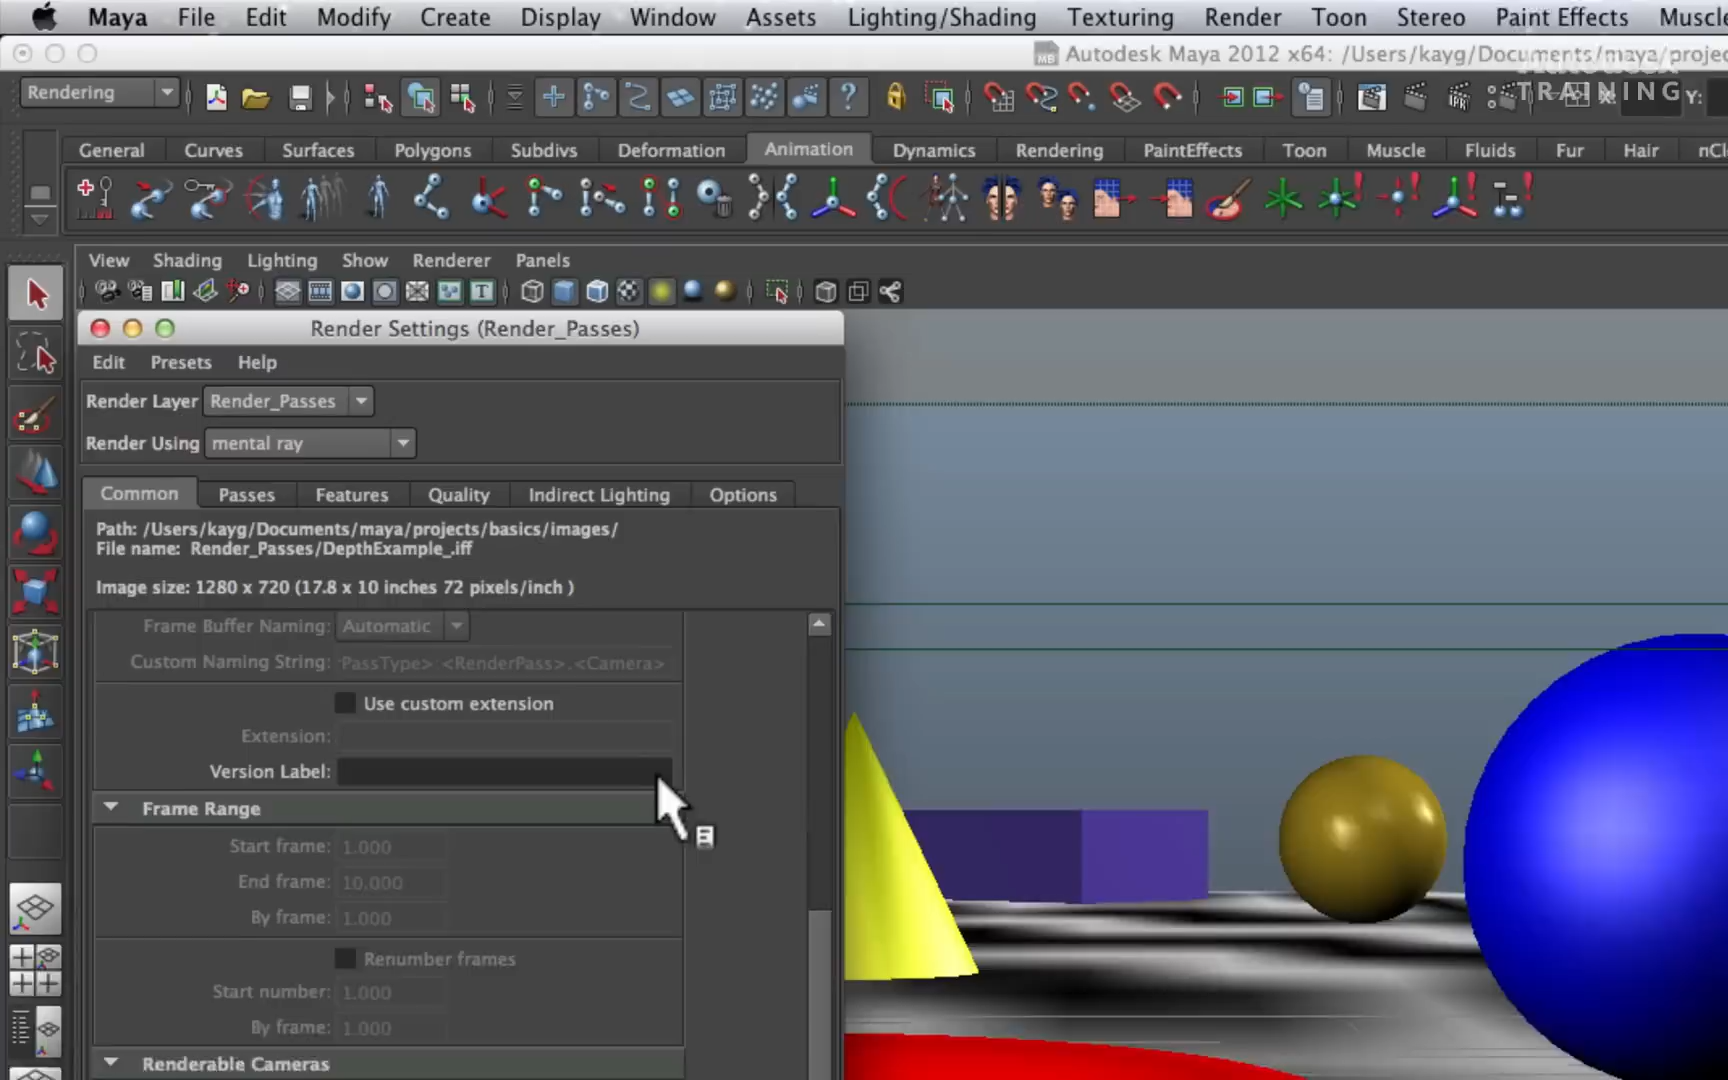 Maya File Edit Modify Create Display Window Assets Lighting/Shading Texturing Render Toon Stereo Paint Effects Muscle
Autodesk Maya 2012 x64: /Users/kayg/Documents/maya/projec
Autodesk
TRAINING
Rendering
X: Y:
General Curves Surfaces Polygons Subdivs Deformation Animation Dynamics Rendering PaintEffects Toon Muscle Fluids Fur Hair nCl
View Shading Lighting Show Renderer Panels
Render Settings (Render_Passes)
Edit Presets Help
Render Layer Render_Passes
Render Using mental ray
Common Passes Features Quality Indirect Lighting Options
Path: /Users/kayg/Documents/maya/projects/basics/images/
File name: Render_Passes/DepthExample_.iff
Image size: 1280 x 720 (17.8 x 10 inches 72 pixels/inch )
Frame Buffer Naming: Automatic
Custom Naming String: PassType>:<RenderPass>.<Camera>
Use custom extension
Extension:
Version Label:
Frame Range
Start frame: 1.000
End frame: 10.000
By frame: 1.000
Renumber frames
Start number: 1.000
By frame: 1.000
Renderable Cameras